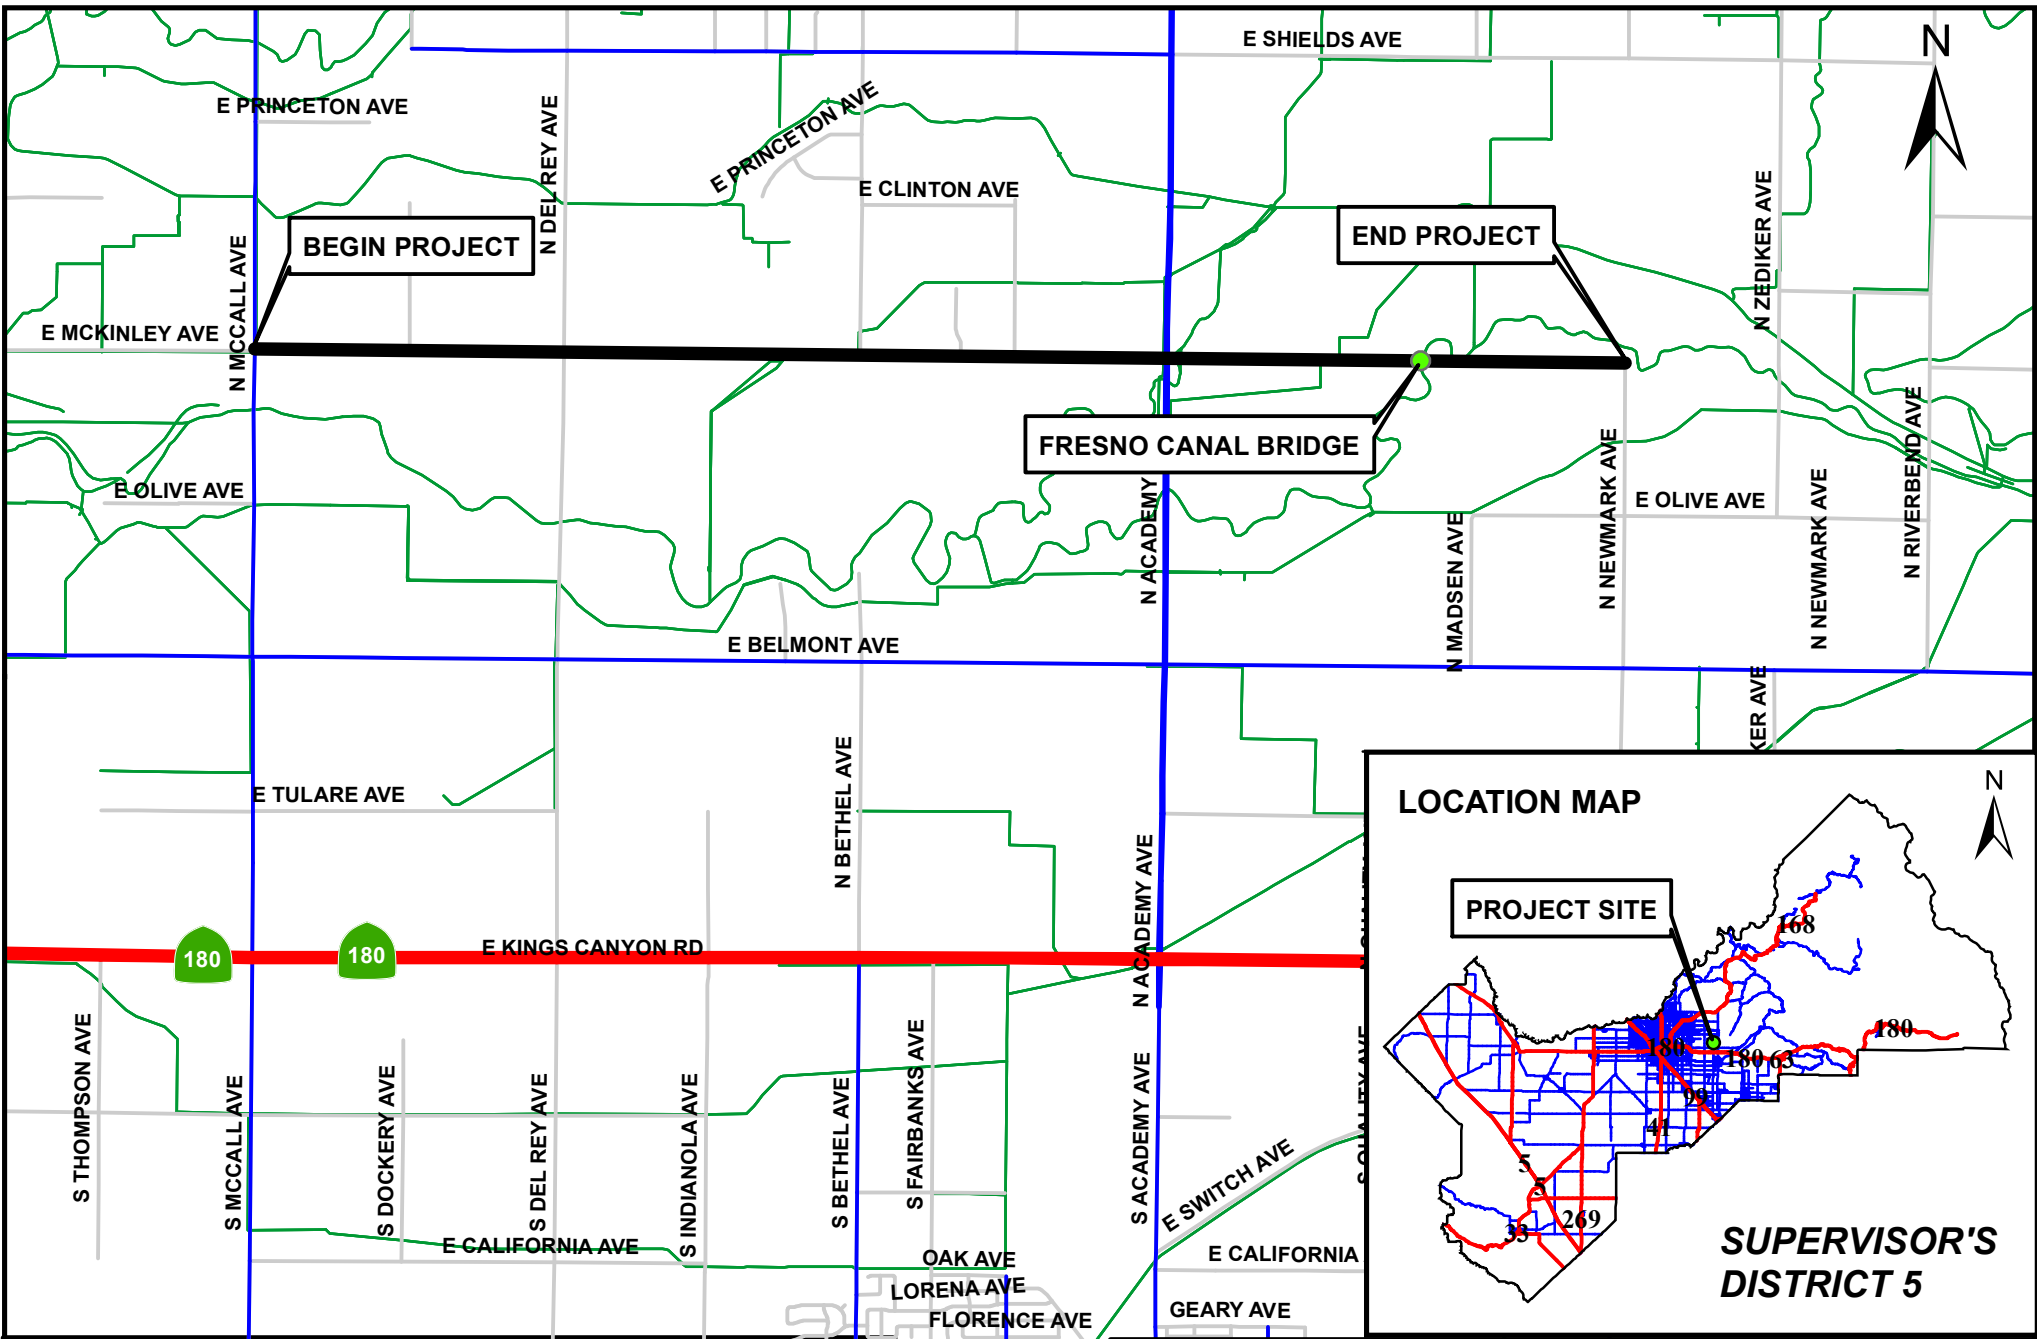 E SHIELDS AVE
N
E PRINCETON AVE
E PRINCETON AVE
N DEL REY AVE
E CLINTON AVE
N ZEDIKER AVE
BEGIN PROJECT
END PROJECT
E MCKINLEY AVE
N MCCALL AVE
FRESNO CANAL BRIDGE
E OLIVE AVE
N ACADEMY
N MADSEN AVE
N NEWMARK AVE
E OLIVE AVE
N NEWMARK AVE
N RIVERBEND AVE
E BELMONT AVE
KER AVE
E TULARE AVE
N BETHEL AVE
N ACADEMY AVE
180
180
E KINGS CANYON RD
S THOMPSON AVE
S MCCALL AVE
S DOCKERY AVE
S DEL REY AVE
S INDIANOLA AVE
S BETHEL AVE
S FAIRBANKS AVE
S ACADEMY AVE
S QUALITY AVE
E SWITCH AVE
E CALIFORNIA AVE
OAK AVE
E CALIFORNIA
LORENA AVE
FLORENCE AVE
GEARY AVE
LOCATION MAP
N
PROJECT SITE
168
180
180
180
63
99
41
5
5
33
269
SUPERVISOR'S
DISTRICT 5